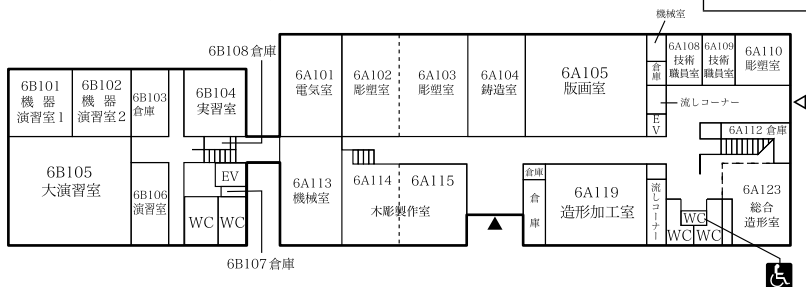 機械室
6B108 倉庫
6A101
電気室
6A102
彫塑室
6A103
彫塑室
6A104
鋳造室
6A105
版画室
倉庫
6A108
技術
職員室
6A109
技術
職員室
6A110
彫塑室
流しコーナー
EV
6A112 倉庫
6B101
機器
演習室1
6B102
機器
演習室2
6B103
倉庫
6B104
実習室
6B105
大演習室
6B106
演習室
EV
WC
WC
6B107 倉庫
6A113
機械室
6A114
6A115
木彫製作室
倉庫
倉庫
6A119
造形加工室
流しコーナー
WC
WC
WC
6A123
総合
造形室